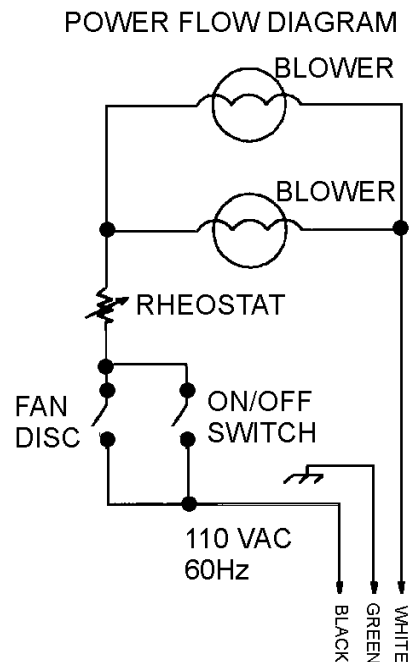 POWER FLOW DIAGRAM
BLOWER
BLOWER
RHEOSTAT
FAN
DISC
ON/OFF
SWITCH
110 VAC
60Hz
BLACK
GREEN
WHITE